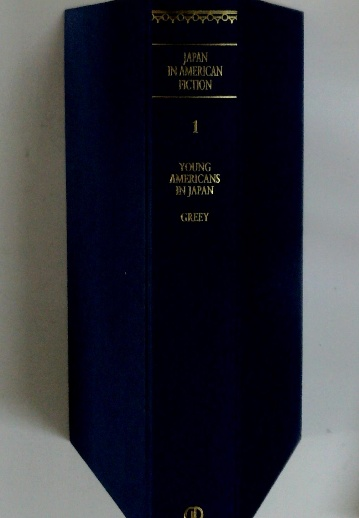 JAPAN
IN AMERICAN
FICTION
1
YOUNG
AMERICANS
IN JAPAN
GREEY